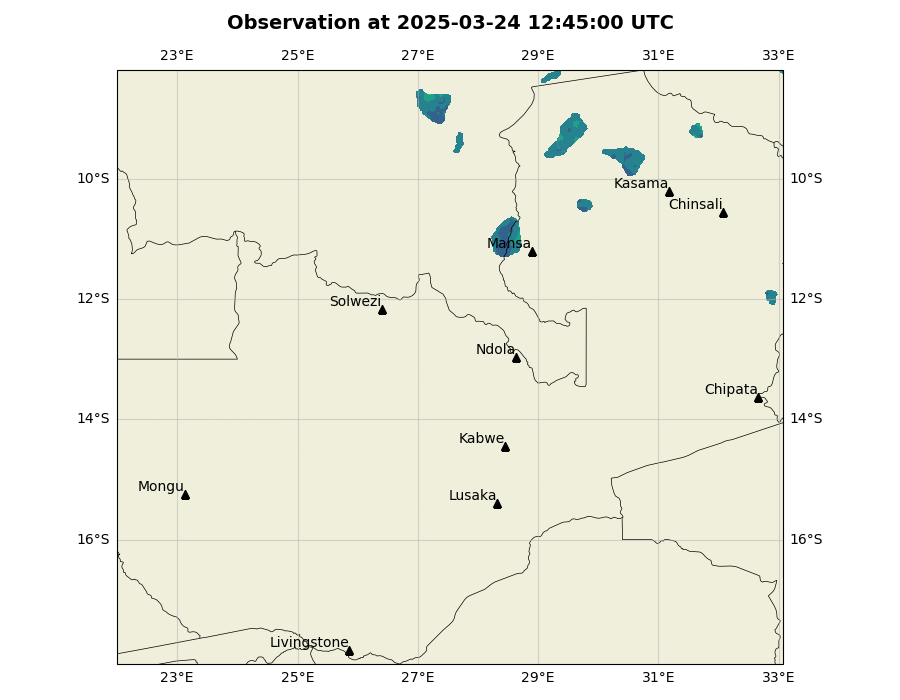 Observation at 2025-03-24 12:45:00 UTC
23°E 25°E 27°E 29°E 31°E 33°E
10°S 10°S
Kasama
Chinsali
Mansa
12°S 12°S
Solwezi
Ndola
Chipata
14°S 14°S
Kabwe
Mongu
Lusaka
16°S 16°S
Livingstone
23°E 25°E 27°E 29°E 31°E 33°E